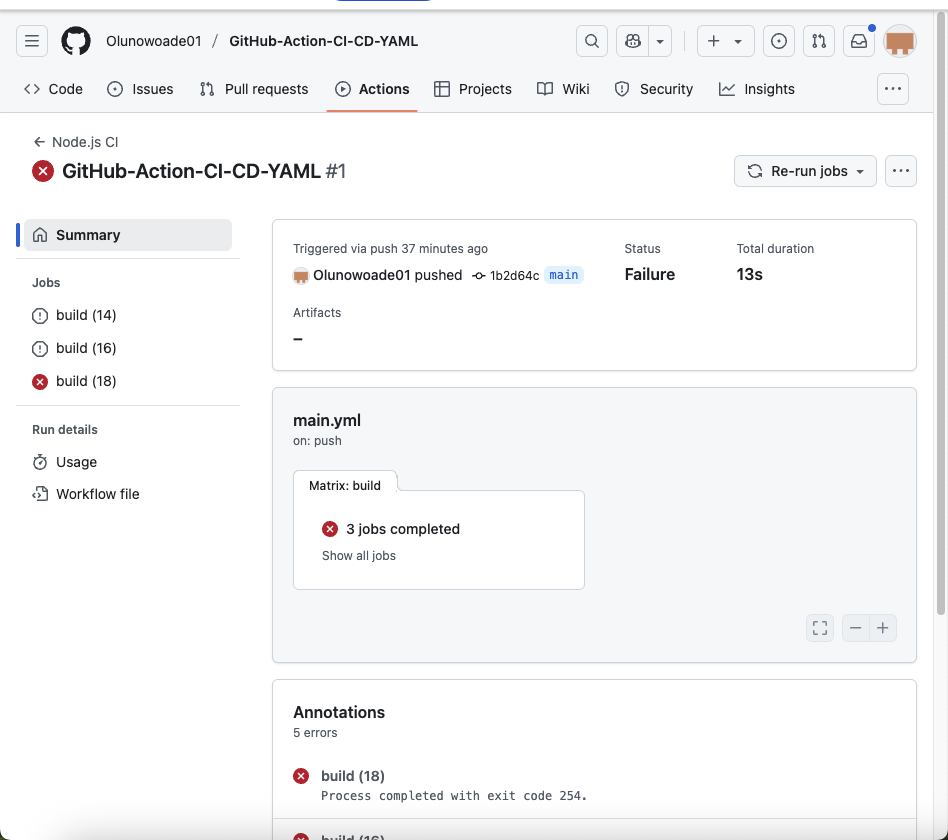 Olunowoade01 / GitHub-Action-CI-CD-YAML
Code Issues Pull requests Actions Projects Wiki Security Insights
Node.js CI
GitHub-Action-CI-CD-YAML #1
Re-run jobs
Summary
Jobs
build (14)
build (16)
build (18)
Run details
Usage
Workflow file
Triggered via push 37 minutes ago
Olunowoade01 pushed 1b2d64c main
Status
Failure
Total duration
13s
Artifacts
–
main.yml
on: push
Matrix: build
3 jobs completed
Show all jobs
Annotations
5 errors
build (18)
Process completed with exit code 254.
build (16)